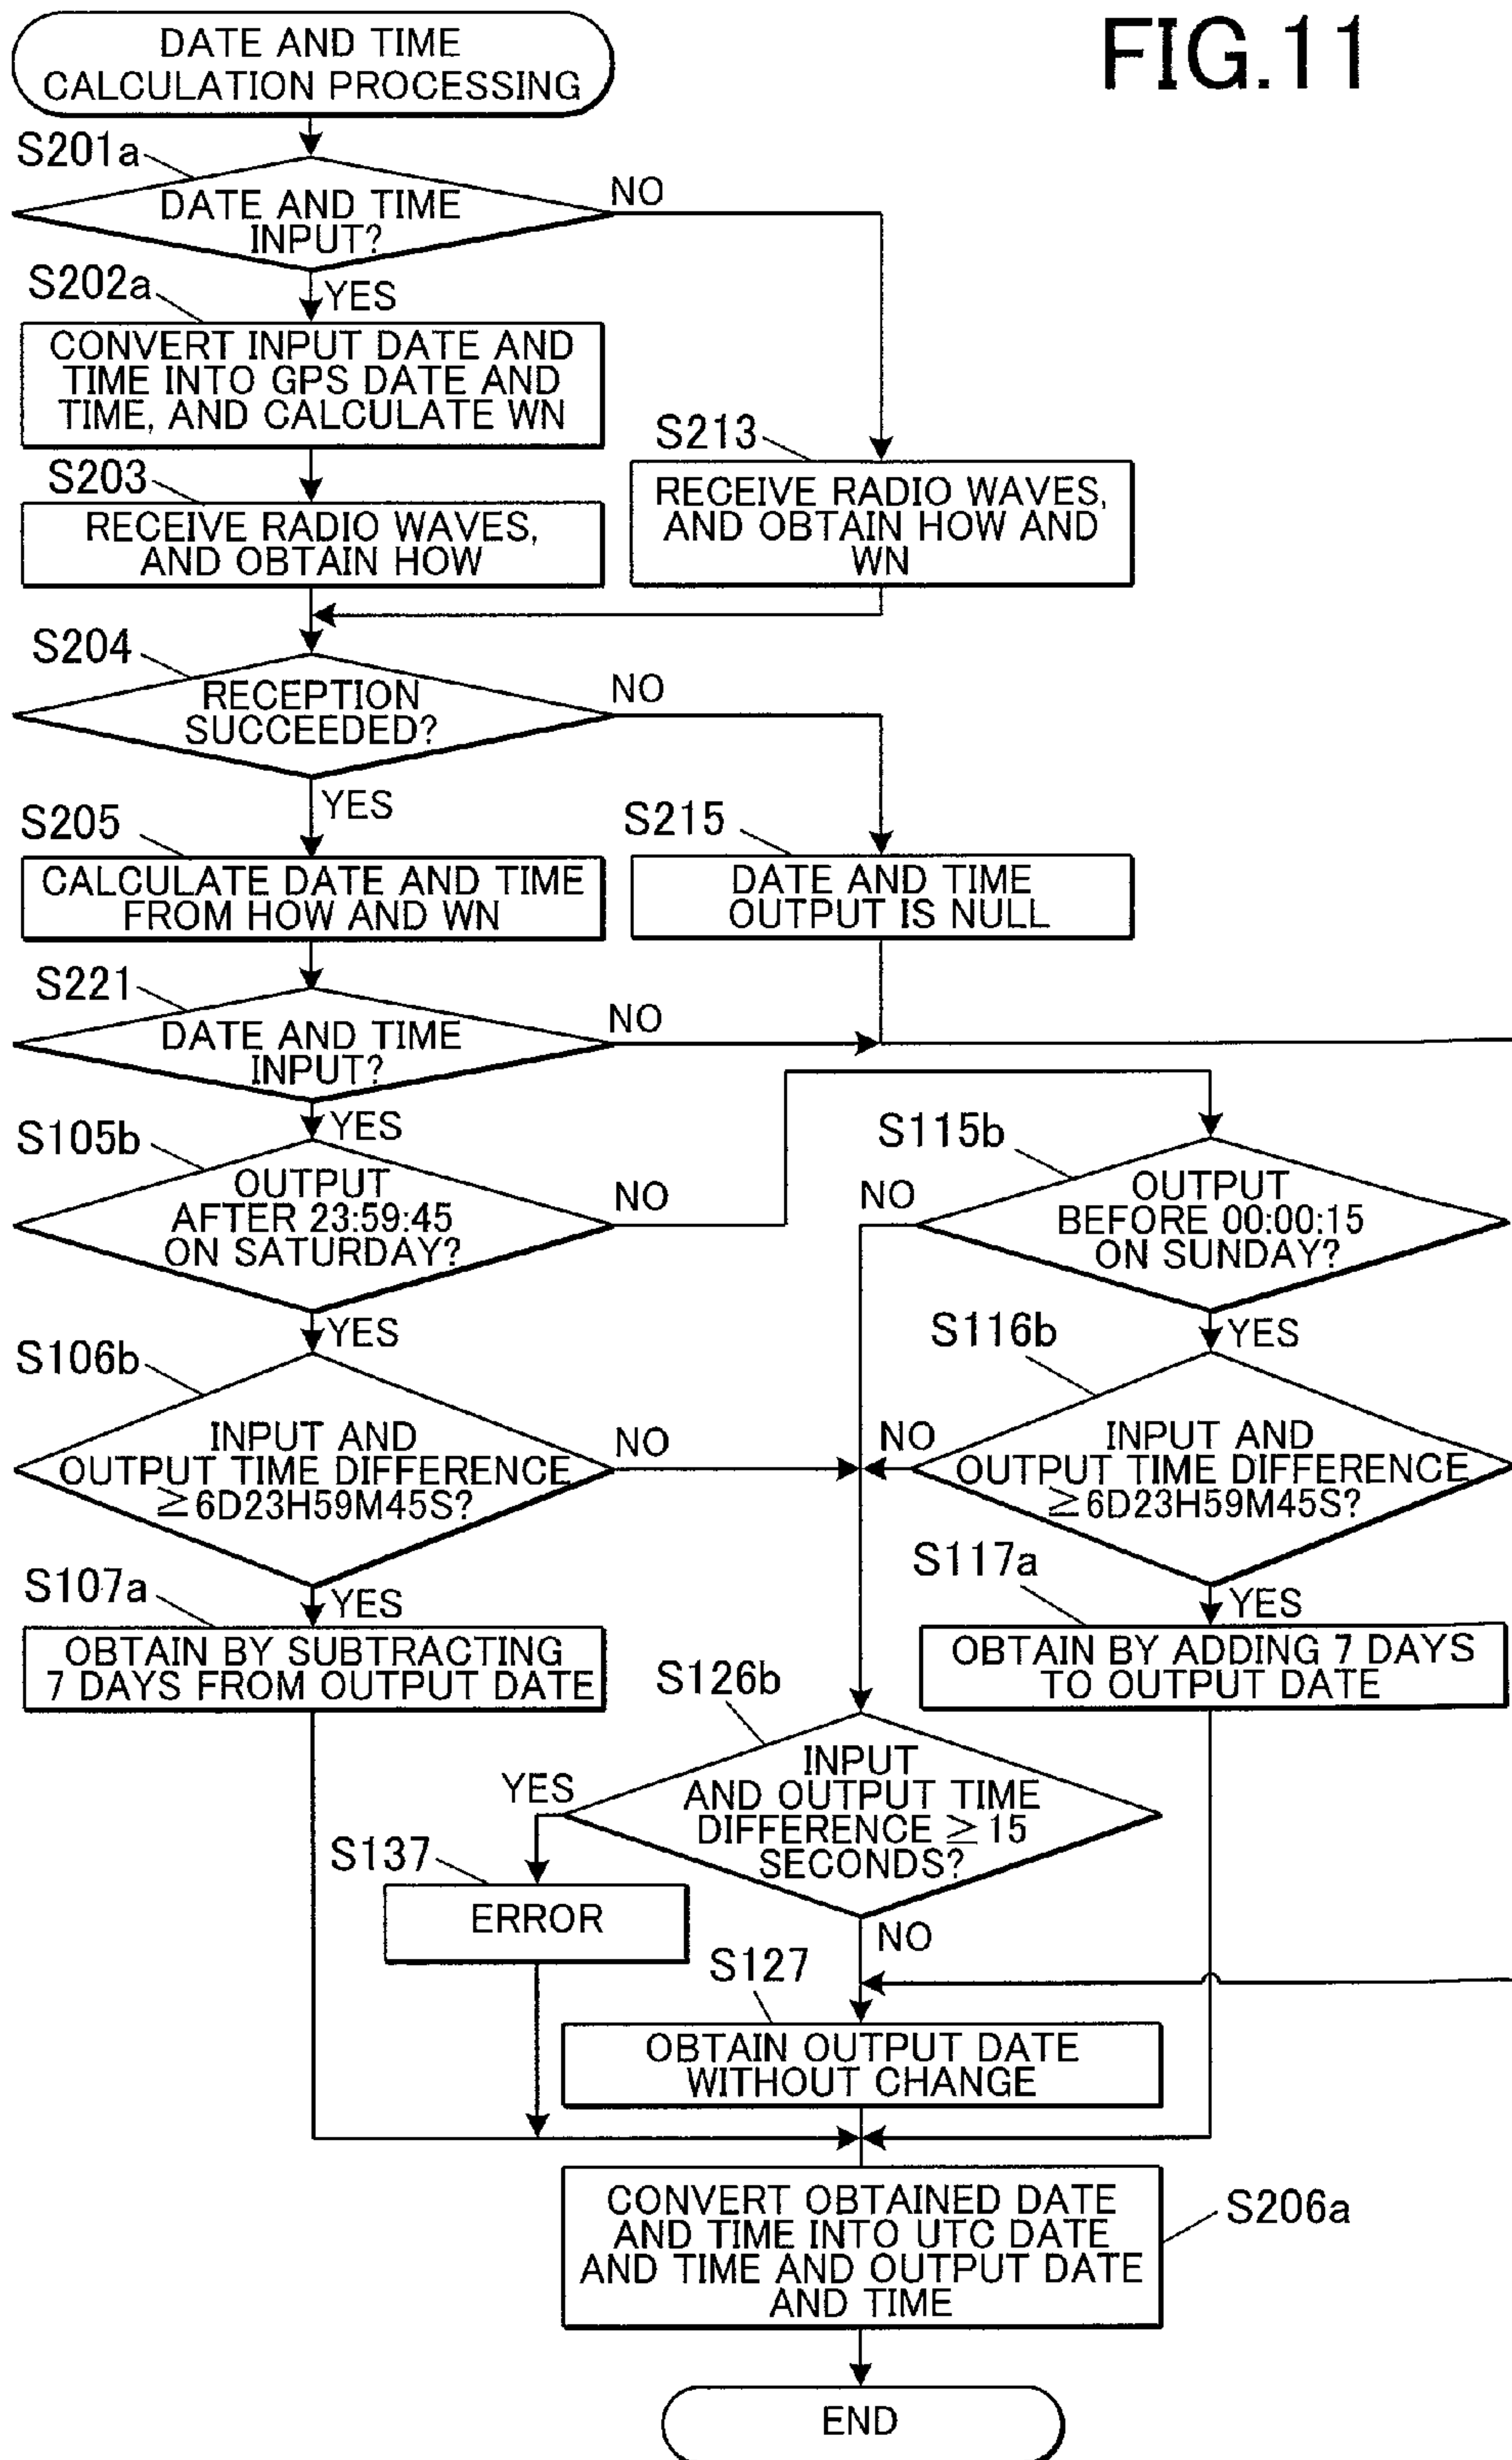 FIG.11
DATE AND TIME
CALCULATION PROCESSING
S201a
DATE AND TIME
INPUT?
NO
YES
S202a
CONVERT INPUT DATE AND
TIME INTO GPS DATE AND
TIME, AND CALCULATE WN
S203
RECEIVE RADIO WAVES,
AND OBTAIN HOW
S213
RECEIVE RADIO WAVES,
AND OBTAIN HOW AND
WN
S204
RECEPTION
SUCCEEDED?
NO
YES
S205
CALCULATE DATE AND TIME
FROM HOW AND WN
S215
DATE AND TIME
OUTPUT IS NULL
S221
DATE AND TIME
INPUT?
NO
YES
S105b
OUTPUT
AFTER 23:59:45
ON SATURDAY?
NO
YES
S115b
OUTPUT
BEFORE 00:00:15
ON SUNDAY?
NO
YES
S106b
INPUT AND
OUTPUT TIME DIFFERENCE
≥6D23H59M45S?
NO
YES
S116b
INPUT AND
OUTPUT TIME DIFFERENCE
≥6D23H59M45S?
NO
YES
S107a
OBTAIN BY SUBTRACTING
7 DAYS FROM OUTPUT DATE
S117a
OBTAIN BY ADDING 7 DAYS
TO OUTPUT DATE
S126b
INPUT
AND OUTPUT TIME
DIFFERENCE ≥ 15
SECONDS?
YES
NO
S137
ERROR
S127
OBTAIN OUTPUT DATE
WITHOUT CHANGE
CONVERT OBTAINED DATE
AND TIME INTO UTC DATE
AND TIME AND OUTPUT DATE
AND TIME
S206a
END